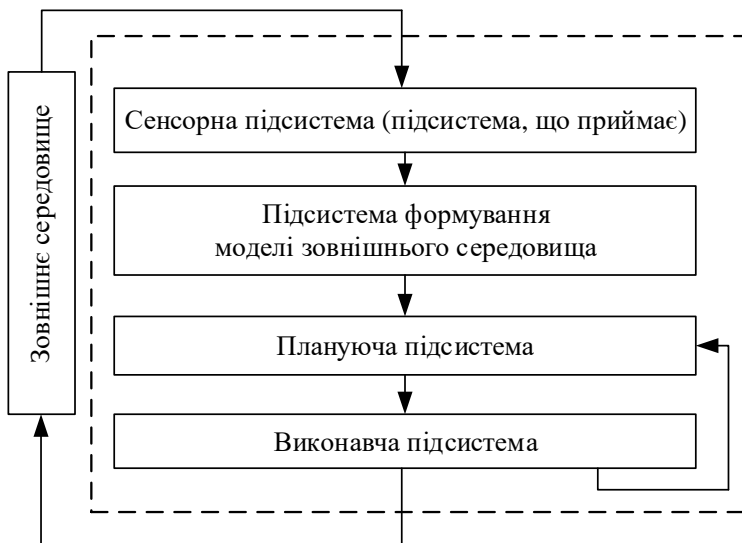 Зовнішнє середовище
Сенсорна підсистема (підсистема, що приймає)
Підсистема формування
моделі зовнішнього середовища
Плануюча підсистема
Виконавча підсистема